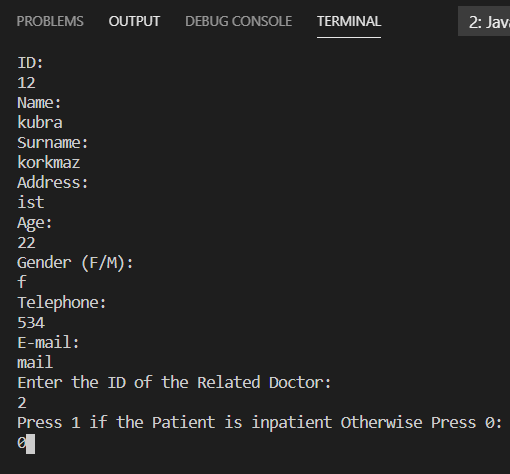 PROBLEMS OUTPUT DEBUG CONSOLE TERMINAL 2: Java
ID:
12
Name:
kubra
Surname:
korkmaz
Address:
ist
Age:
22
Gender (F/M):
f
Telephone:
534
E-mail:
mail
Enter the ID of the Related Doctor:
2
Press 1 if the Patient is inpatient Otherwise Press 0:
0